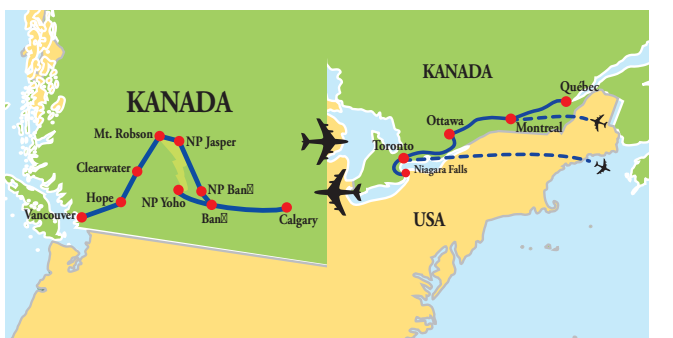 KANADA
Mt. Robson
NP Jasper
Clearwater
NP Ban▯
NP Yoho
Hope
Ban▯
Vancouver
Calgary
KANADA
Québec
Ottawa
Montreal
Toronto
Niagara Falls
USA